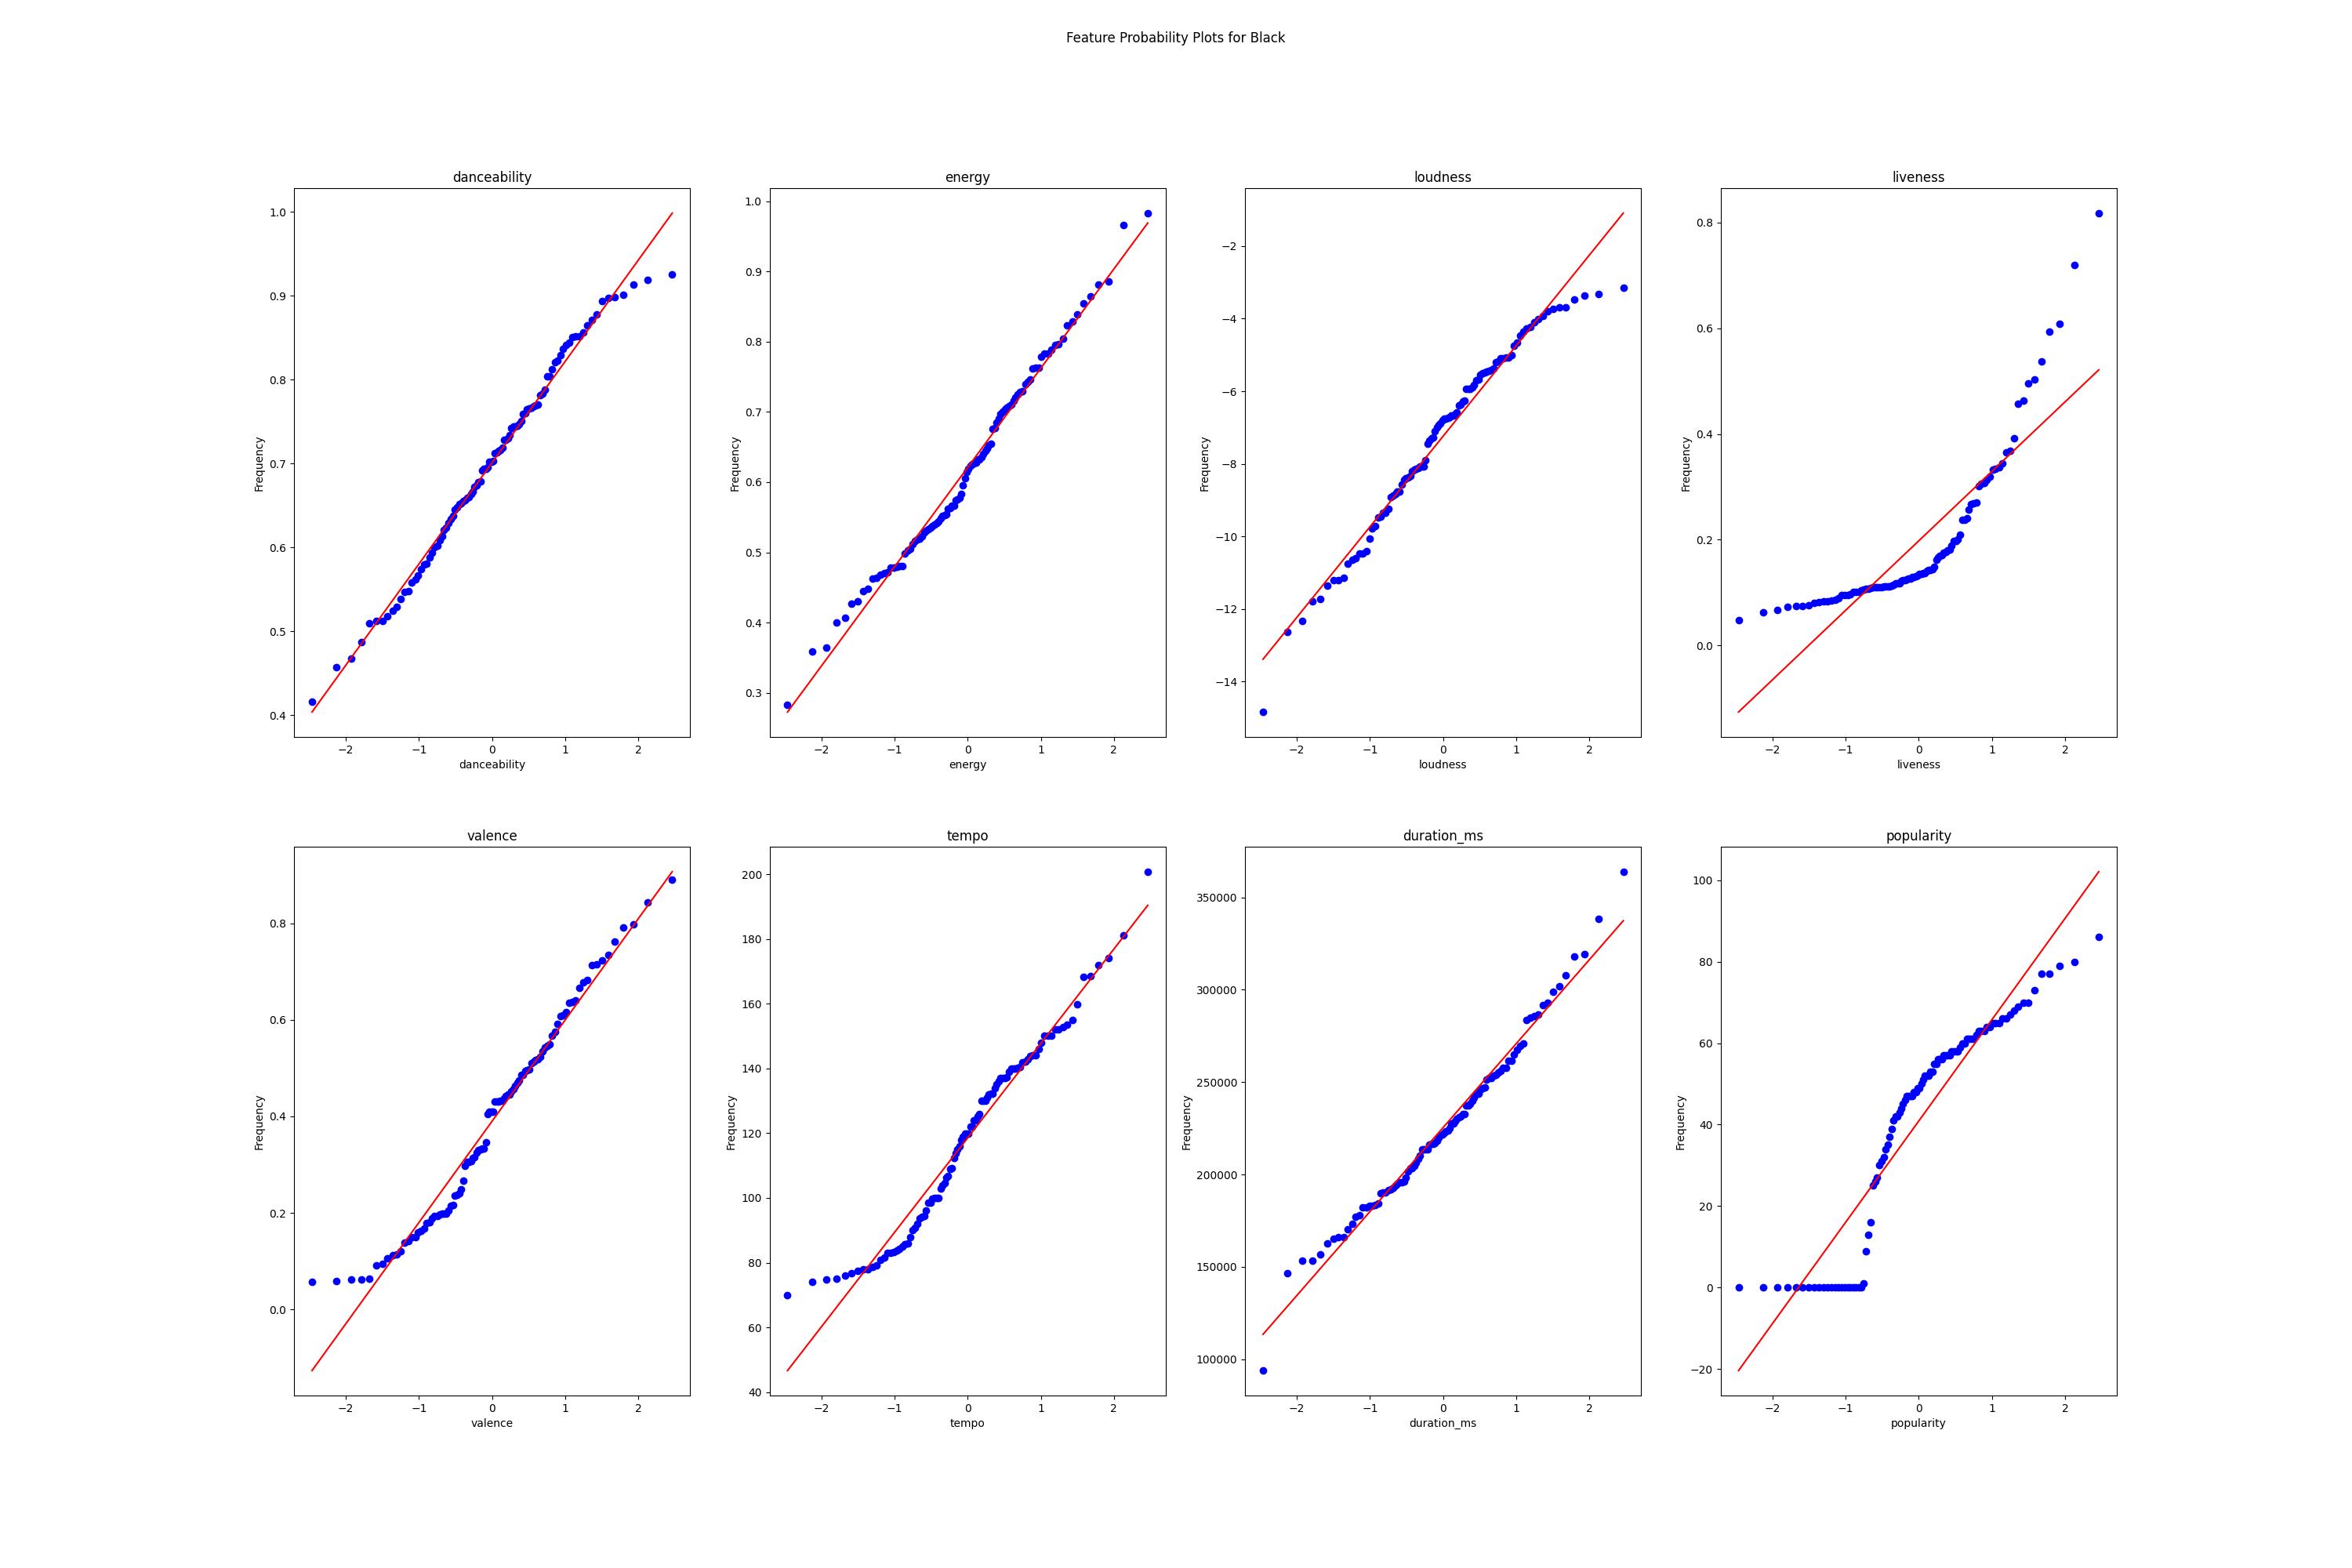 Feature Probability Plots for Black
danceability
1.0
0.9
0.8
0.7
0.6
0.5
0.4
Frequency
−2 −1 0 1 2
danceability
energy
1.0
0.9
0.8
0.7
0.6
0.5
0.4
0.3
Frequency
−2 −1 0 1 2
energy
loudness
−2
−4
−6
−8
−10
−12
−14
Frequency
−2 −1 0 1 2
loudness
liveness
0.8
0.6
0.4
0.2
0.0
Frequency
−2 −1 0 1 2
liveness
valence
0.8
0.6
0.4
0.2
0.0
Frequency
−2 −1 0 1 2
valence
tempo
200
180
160
140
120
100
80
60
40
Frequency
−2 −1 0 1 2
tempo
duration_ms
350000
300000
250000
200000
150000
100000
Frequency
−2 −1 0 1 2
duration_ms
popularity
100
80
60
40
20
0
−20
Frequency
−2 −1 0 1 2
popularity